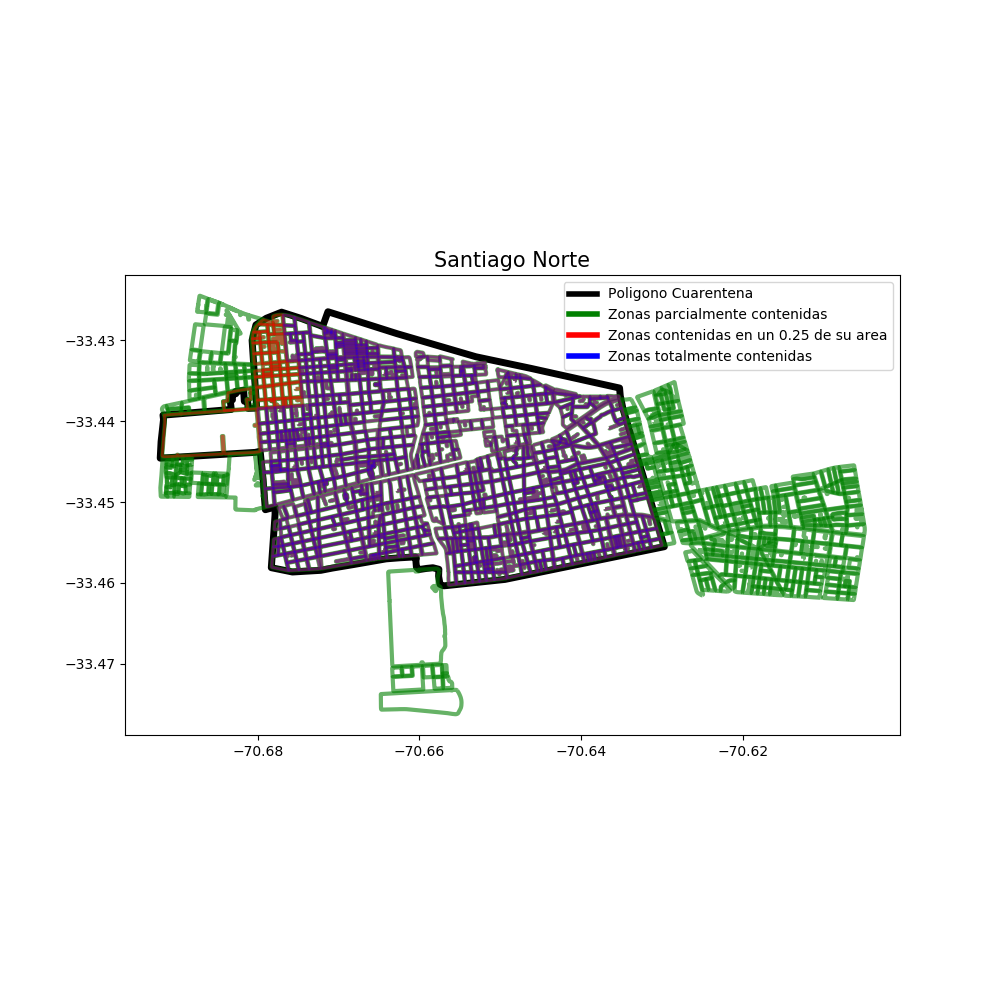 Santiago Norte
Poligono Cuarentena
Zonas parcialmente contenidas
Zonas contenidas en un 0.25 de su area
Zonas totalmente contenidas
−33.43
−33.44
−33.45
−33.46
−33.47
−70.68
−70.66
−70.64
−70.62